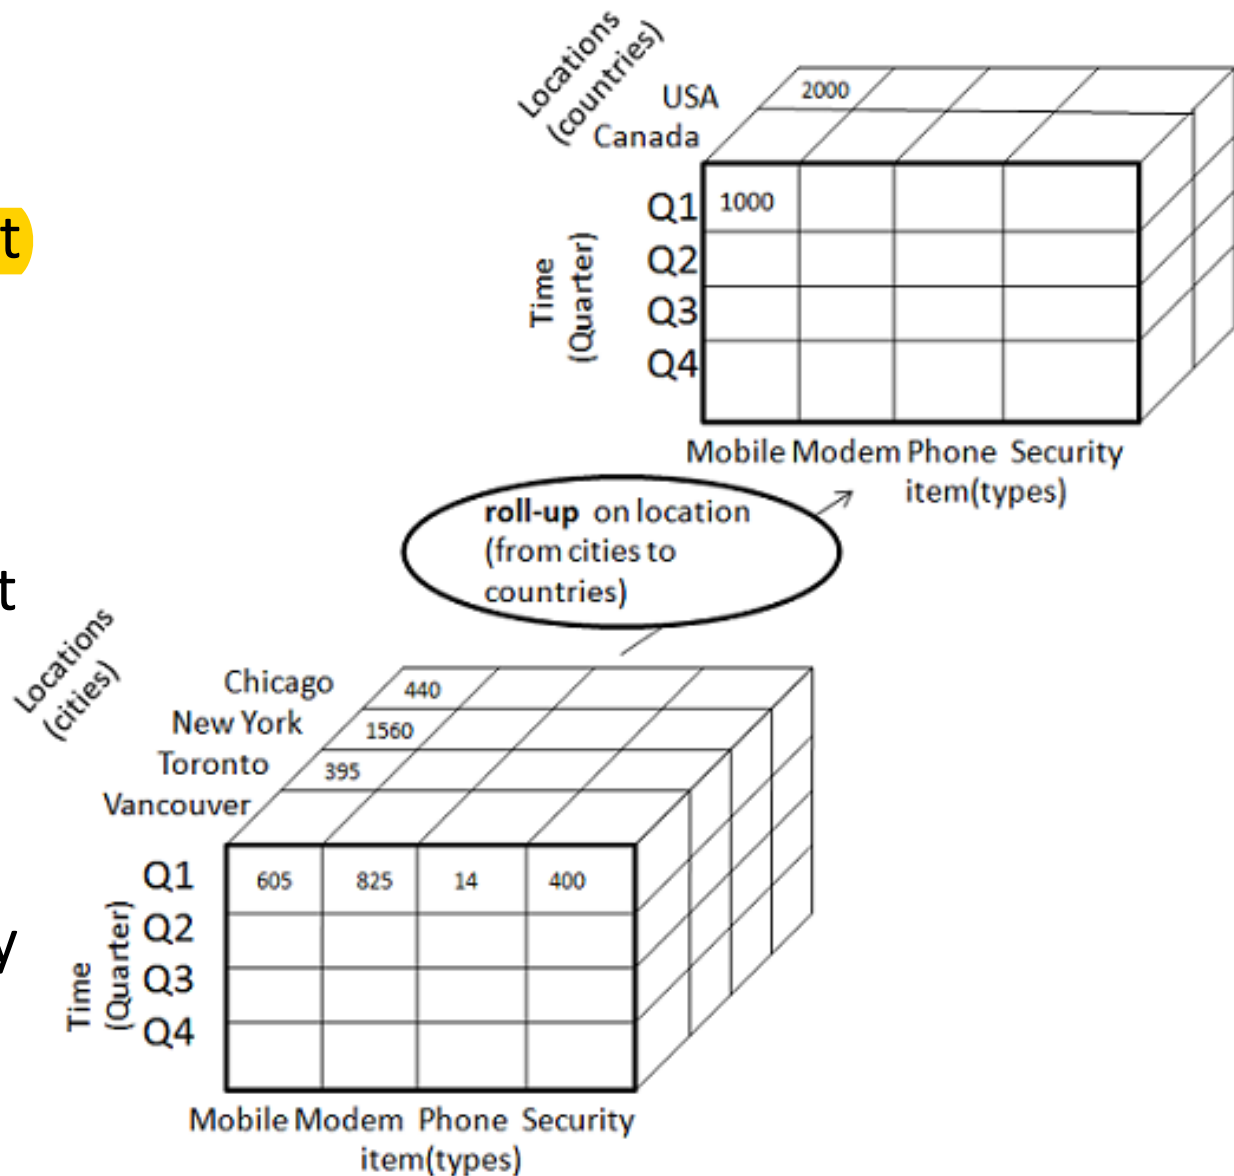 Locations
(countries)
USA
2000
Canada
t
Q1 1000
Q2
Q3
Q4
Time
(Quarter)
Mobile Modem Phone Security
item(types)
roll-up on location
(from cities to
countries)
t
Locations
(cities)
Chicago 440
New York 1560
Toronto 395
Vancouver
Q1 605 825 14 400
y
Q2
Q3
Q4
Time
(Quarter)
Mobile Modem Phone Security
item(types)